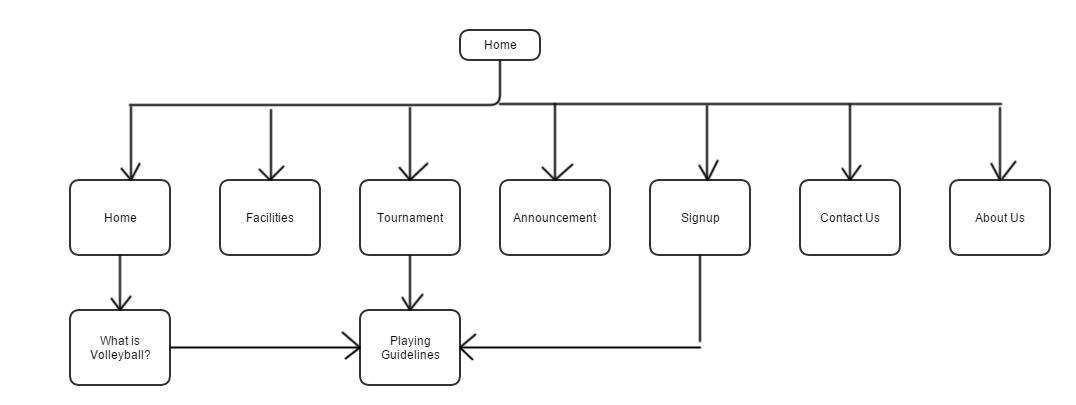 Home
Home
Facilities
Tournament
Announcement
Signup
Contact Us
About Us
What is
Volleyball?
Playing
Guidelines